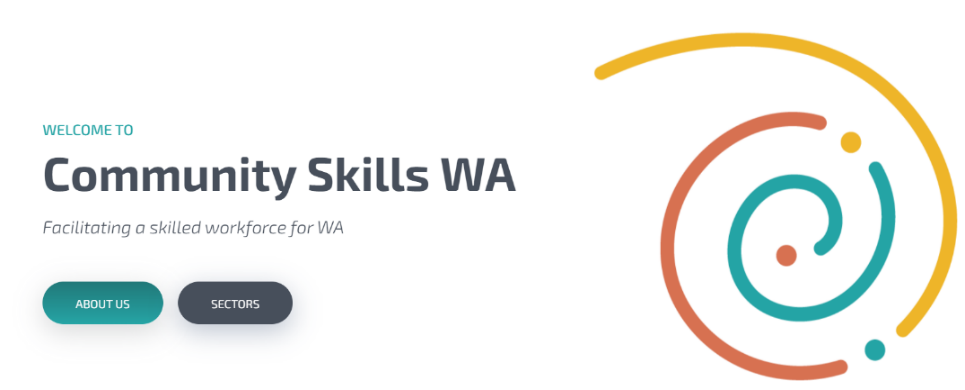 WELCOME TO
Community Skills WA
Facilitating a skilled workforce for WA
ABOUT US
SECTORS